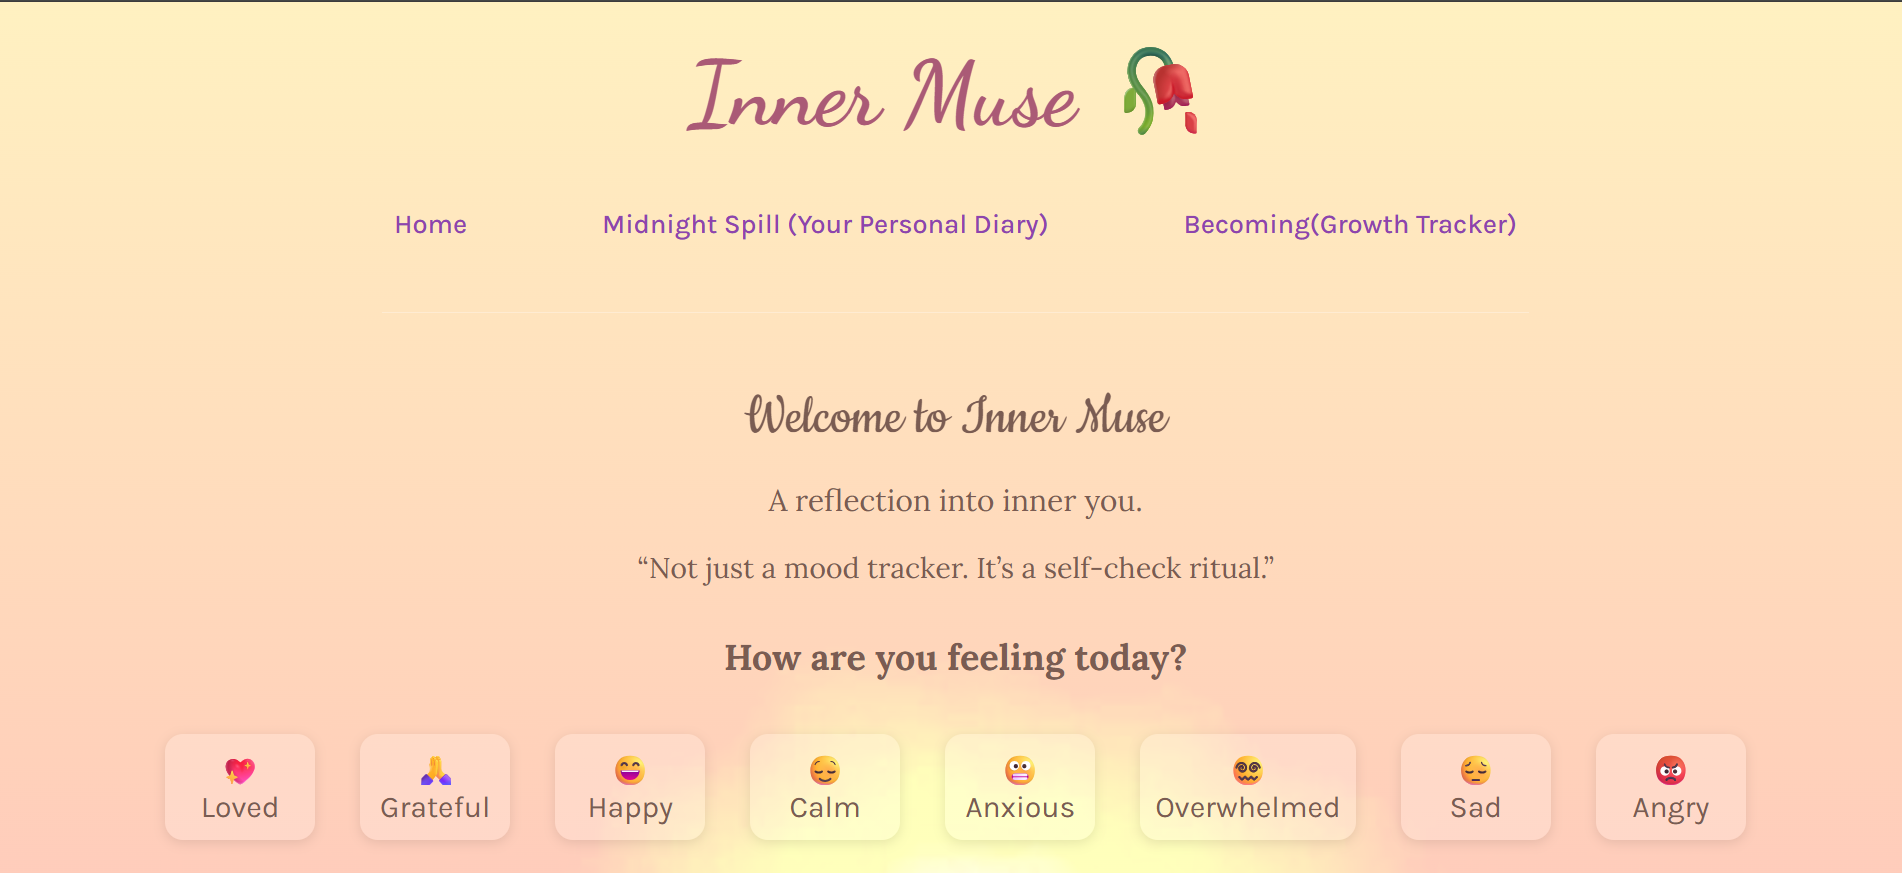 Inner Muse
Home Midnight Spill (Your Personal Diary) Becoming(Growth Tracker)
Welcome to Inner Muse
A reflection into inner you.
“Not just a mood tracker. It’s a self-check ritual.”
How are you feeling today?
Loved Grateful Happy Calm Anxious Overwhelmed Sad Angry